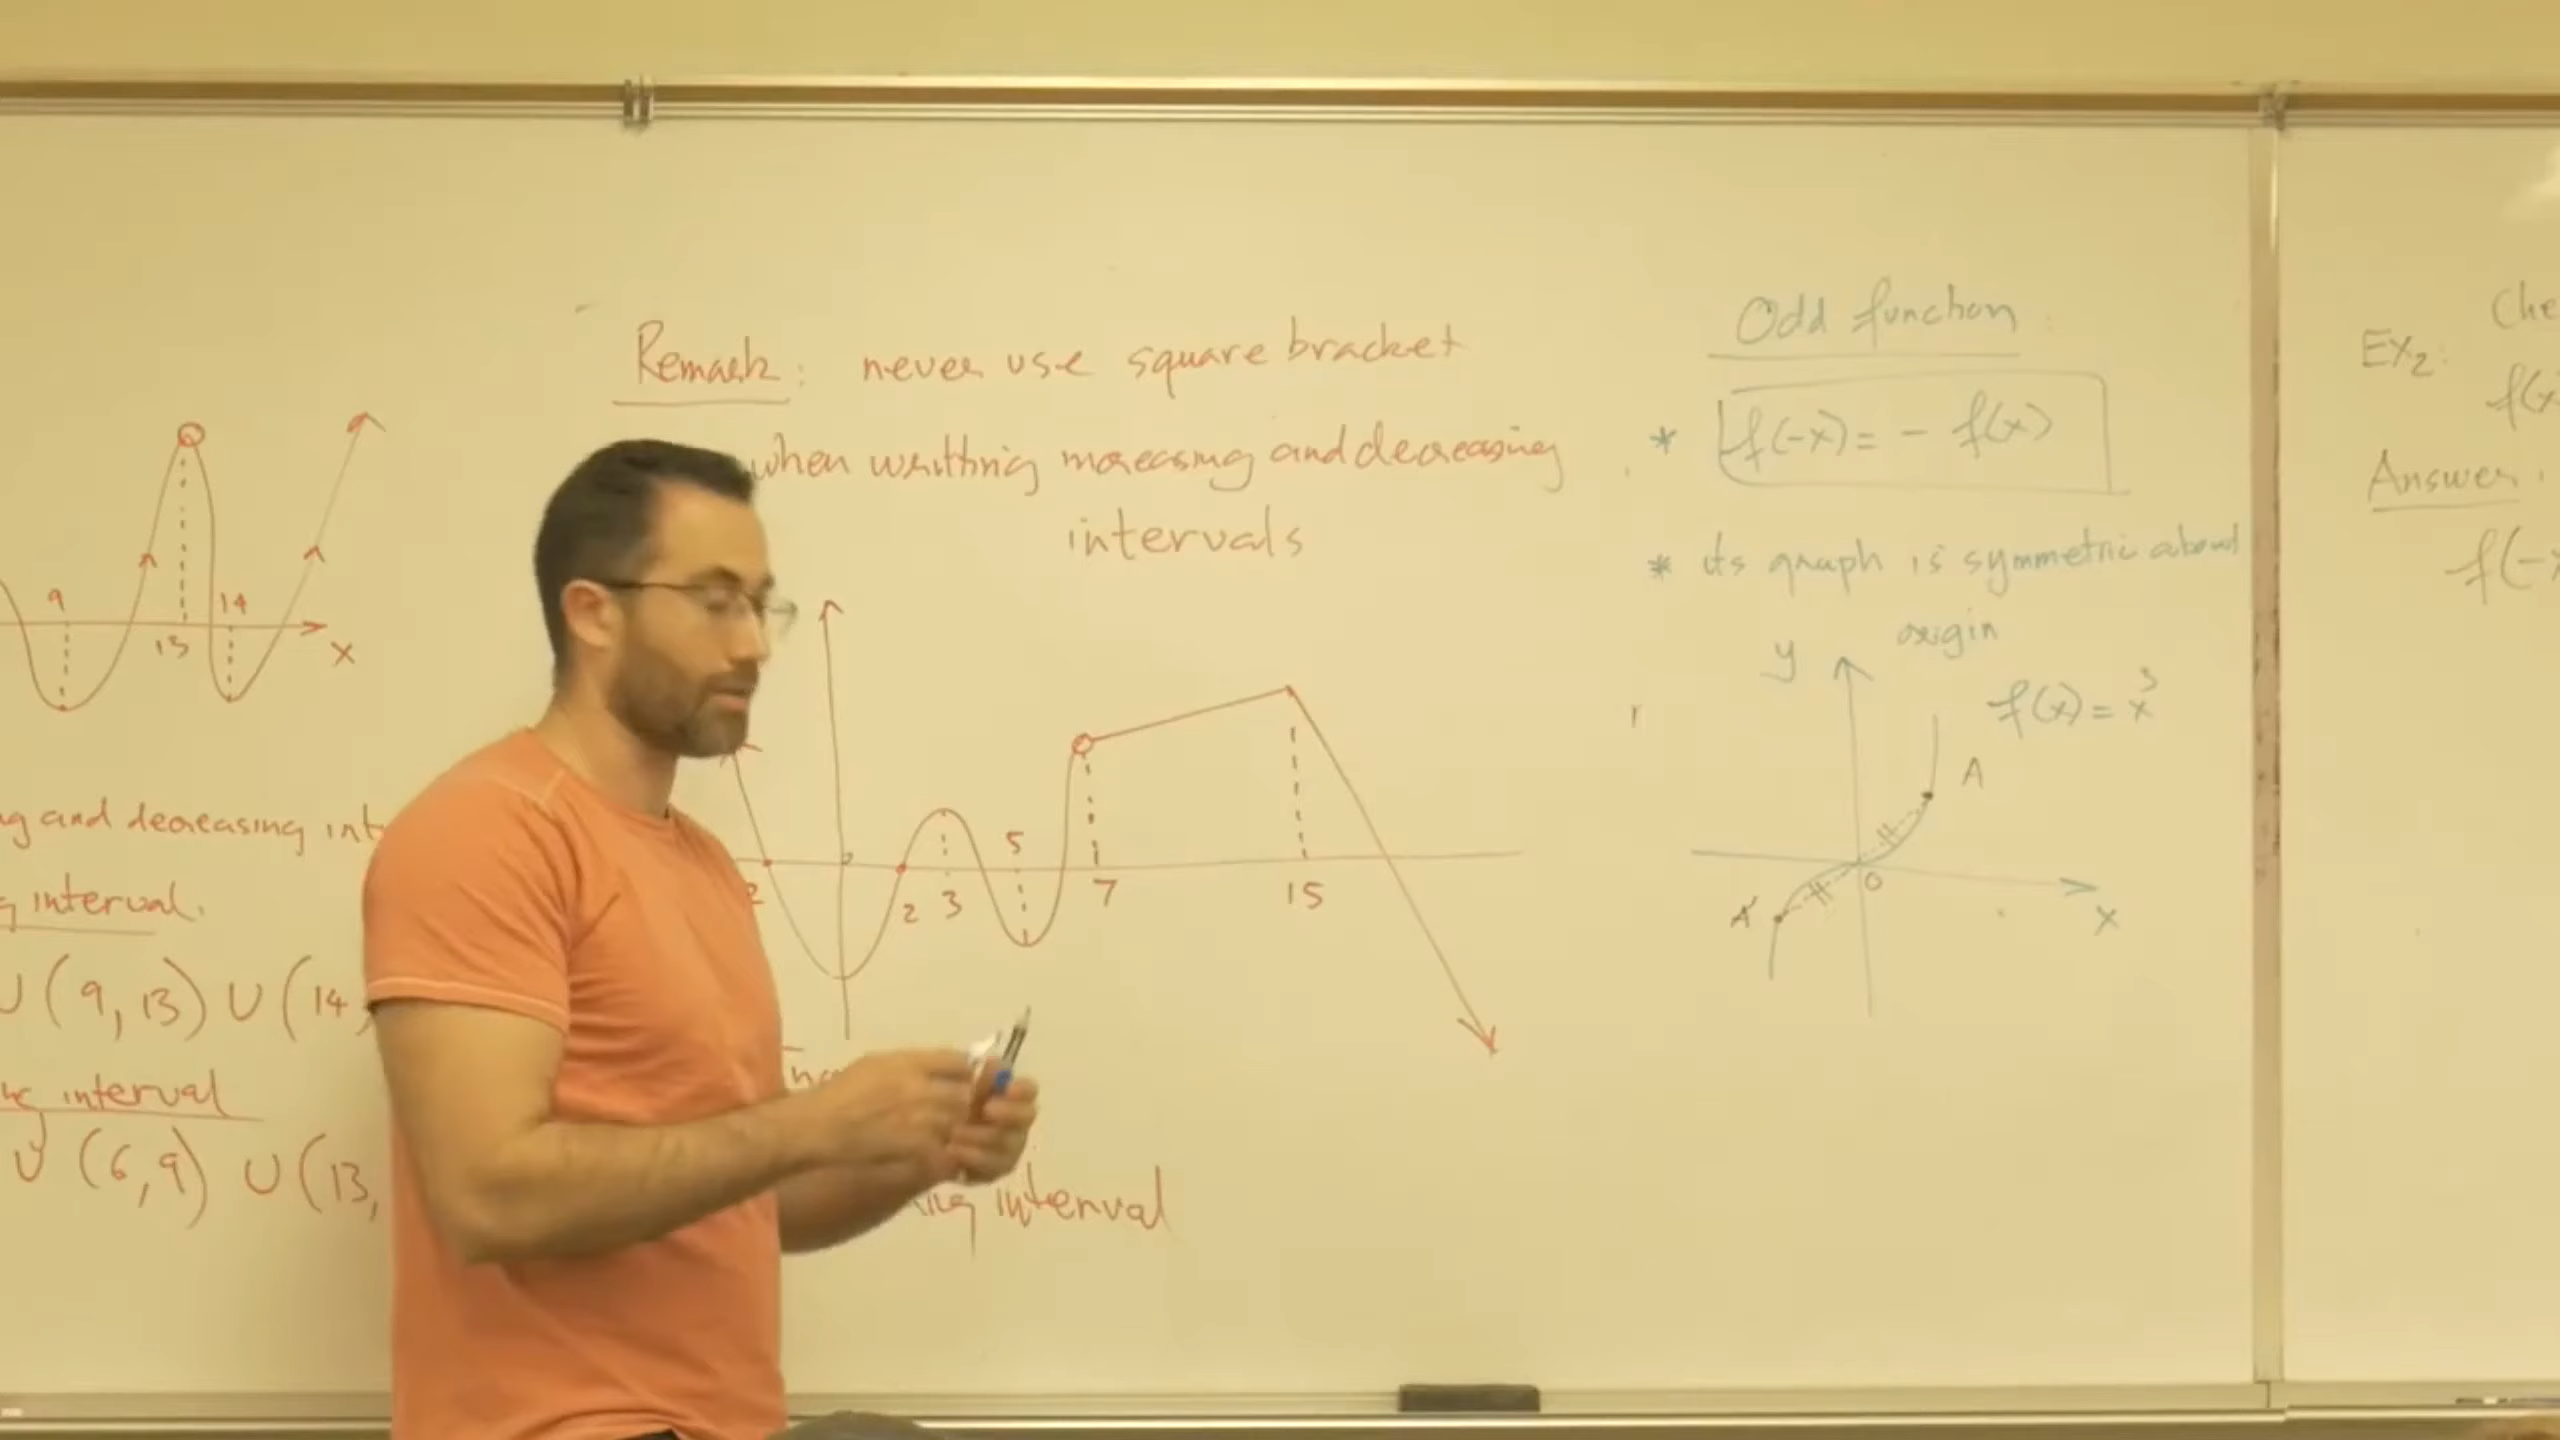 9
13
14
x
and decreasing
interval.
U (9, 13) U (14,
interval
U (6, 9) U (13,
Remark: never use square bracket
when writting increasing and decreasing
intervals
2
2
3
5
7
15
interval
Odd function
* f(-x) = - f(x)
* its graph is symmetric about
origin
y
f(x) = x³
A
O
A'
x
Ex2:
f(x
Answer:
f(-x